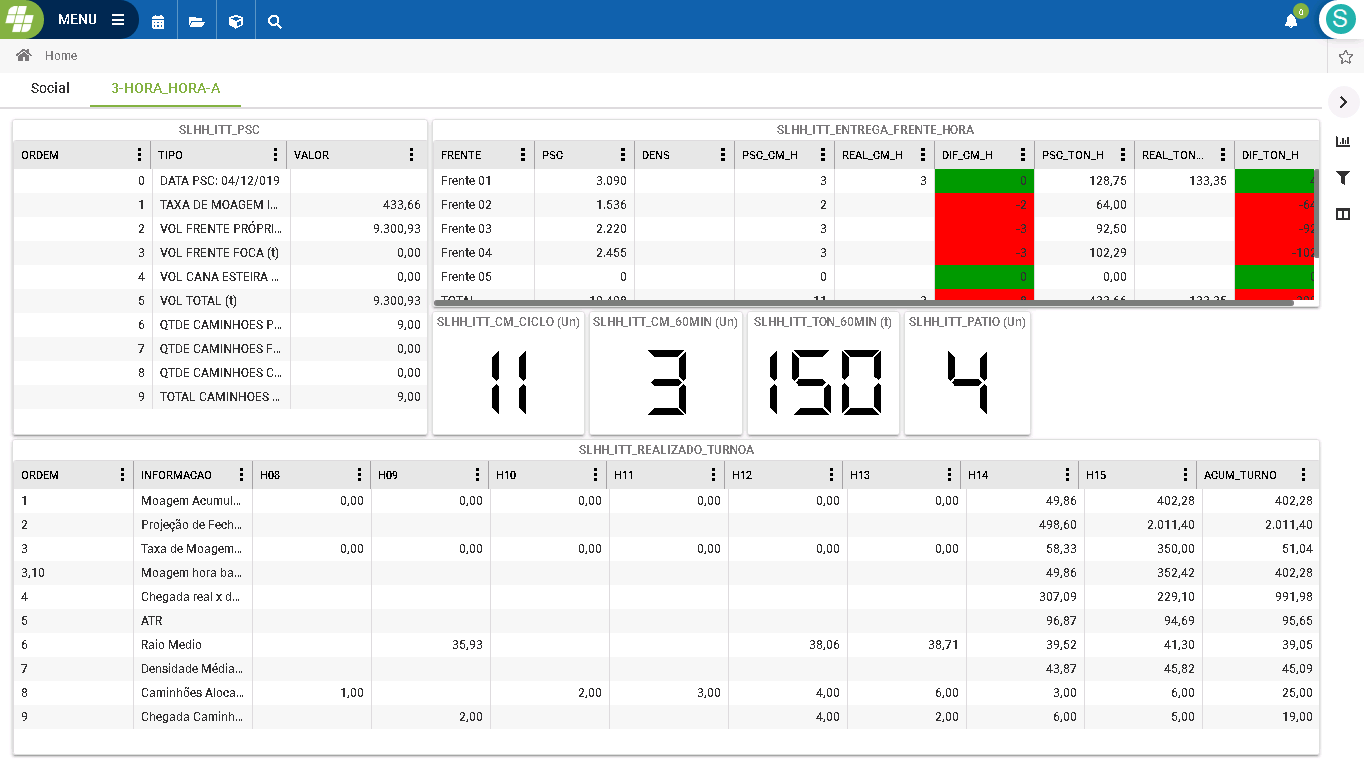 MENU
0
S
Home
Social 3-HORA_HORA-A
SLHH_ITT_PSC
ORDEM TIPO VALOR
0 DATA PSC: 04/12/019
1 TAXA DE MOAGEM I... 433,66
2 VOL FRENTE PRÓPRI... 9.300,93
3 VOL FRENTE FOCA (t) 0,00
4 VOL CANA ESTEIRA ... 0,00
5 VOL TOTAL (t) 9.300,93
6 QTDE CAMINHOES P... 9,00
7 QTDE CAMINHOES F... 0,00
8 QTDE CAMINHOES C... 0,00
9 TOTAL CAMINHOES ... 9,00
SLHH_ITT_ENTREGA_FRENTE_HORA
FRENTE PSC DENS PSC_CM_H REAL_CM_H DIF_CM_H PSC_TON_H REAL_TON... DIF_TON_H
Frente 01 3.090 3 3 0 128,75 133,35
Frente 02 1.536 2 -2 64,00 -64
Frente 03 2.220 3 -3 92,50 -92
Frente 04 2.455 3 -3 102,29 -102
Frente 05 0 0 0 0,00 0
TOTAL 11 3 433,66 133,35
SLHH_ITT_CM_CICLO (Un)
11
SLHH_ITT_CM_60MIN (Un)
3
SLHH_ITT_TON_60MIN (t)
150
SLHH_ITT_PATIO (Un)
4
SLHH_ITT_REALIZADO_TURNOA
ORDEM INFORMACAO H08 H09 H10 H11 H12 H13 H14 H15 ACUM_TURNO
1 Moagem Acumul... 0,00 0,00 0,00 0,00 0,00 0,00 49,86 402,28 402,28
2 Projeção de Fech... 498,60 2.011,40 2.011,40
3 Taxa de Moagem... 0,00 0,00 0,00 0,00 0,00 0,00 58,33 350,00 51,04
3,10 Moagem hora ba... 49,86 352,42 402,28
4 Chegada real x d... 307,09 229,10 991,98
5 ATR 96,87 94,69 95,65
6 Raio Medio 35,93 38,06 38,71 39,52 41,30 39,05
7 Densidade Média... 43,87 45,82 45,09
8 Caminhões Aloca... 1,00 2,00 3,00 4,00 6,00 3,00 6,00 25,00
9 Chegada Caminh... 2,00 4,00 2,00 6,00 5,00 19,00